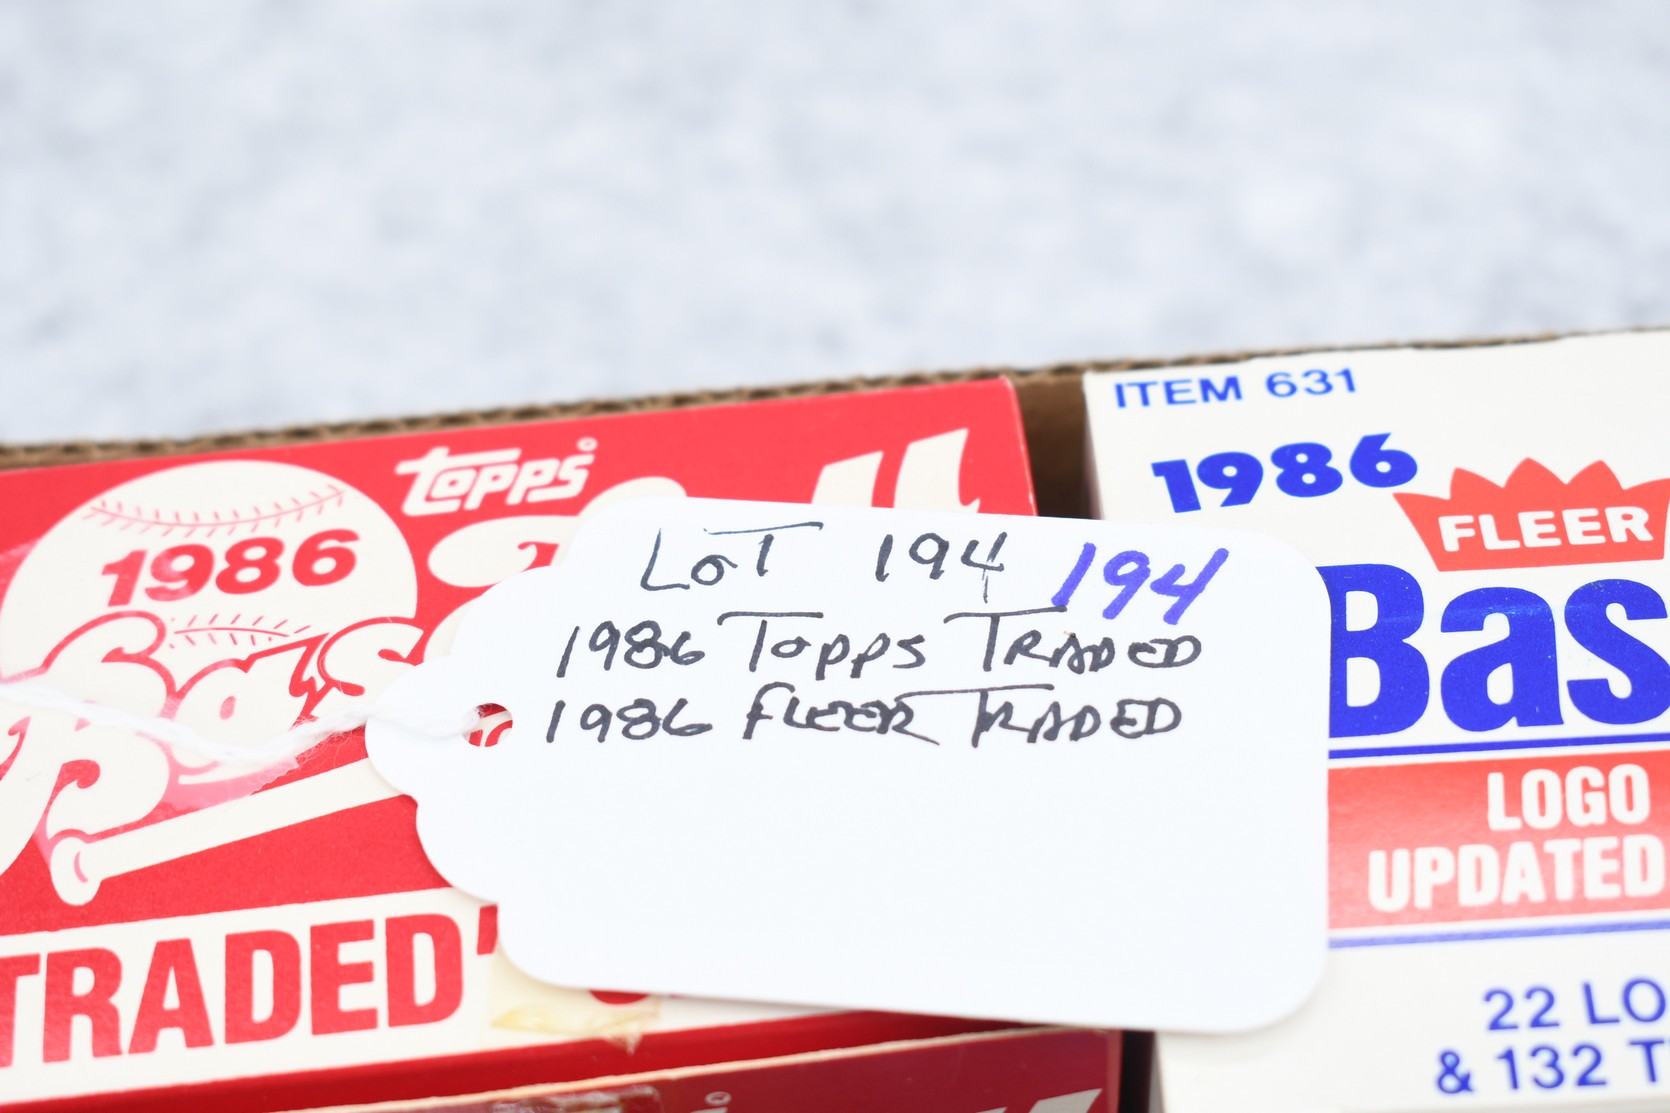 Topps
1986
Bas
TRADED
LOT 194 194
1986 Topps TRADED
1986 FLEER TRADED
ITEM 631
1986
FLEER
Bas
LOGO
UPDATED
22 LO
& 132 T